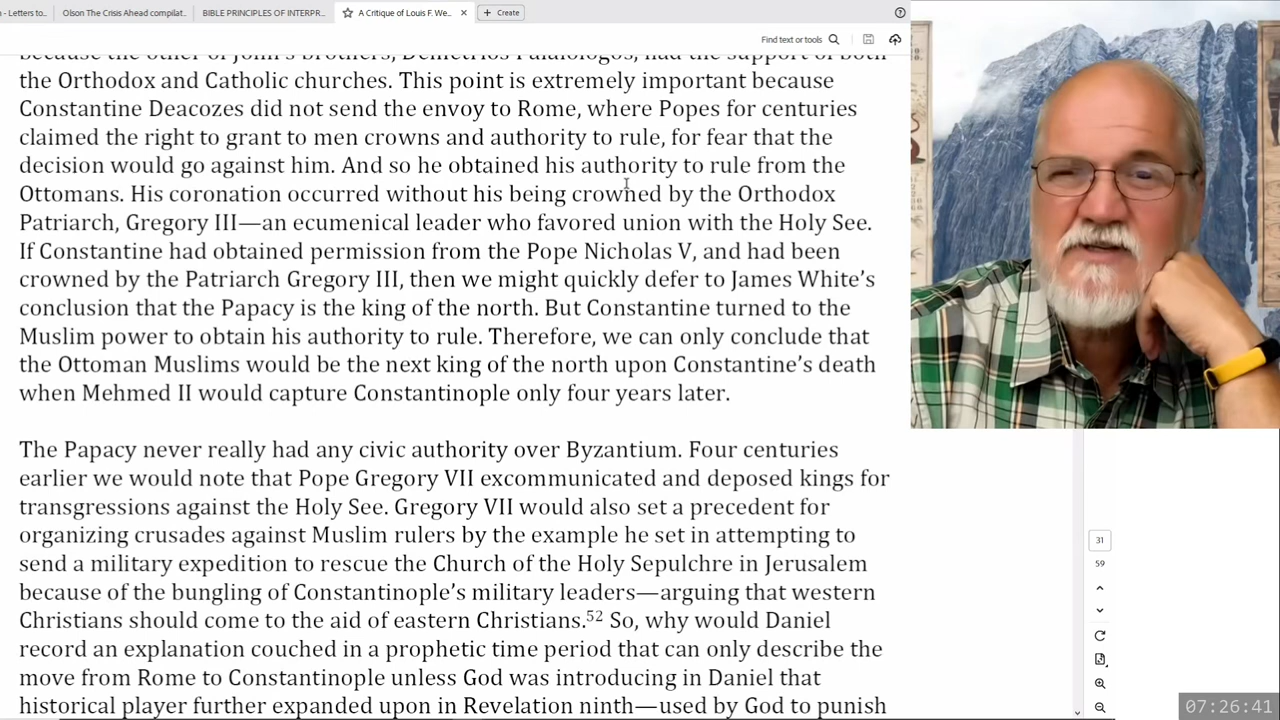 n - Letters to...
Olson The Crisis Ahead compilat...
BIBLE PRINCIPLES OF INTERPR...
A Critique of Louis F. We...
Create
Find text or tools
because the other of John's brothers, Demetrios Palaiologos, had the support of both
the Orthodox and Catholic churches. This point is extremely important because
Constantine Deacozes did not send the envoy to Rome, where Popes for centuries
claimed the right to grant to men crowns and authority to rule, for fear that the
decision would go against him. And so he obtained his authority to rule from the
Ottomans. His coronation occurred without his being crowned by the Orthodox
Patriarch, Gregory III—an ecumenical leader who favored union with the Holy See.
If Constantine had obtained permission from the Pope Nicholas V, and had been
crowned by the Patriarch Gregory III, then we might quickly defer to James White's
conclusion that the Papacy is the king of the north. But Constantine turned to the
Muslim power to obtain his authority to rule. Therefore, we can only conclude that
the Ottoman Muslims would be the next king of the north upon Constantine's death
when Mehmed II would capture Constantinople only four years later.
The Papacy never really had any civic authority over Byzantium. Four centuries
earlier we would note that Pope Gregory VII excommunicated and deposed kings for
transgressions against the Holy See. Gregory VII would also set a precedent for
organizing crusades against Muslim rulers by the example he set in attempting to
send a military expedition to rescue the Church of the Holy Sepulchre in Jerusalem
because of the bungling of Constantinople's military leaders—arguing that western
Christians should come to the aid of eastern Christians.52 So, why would Daniel
record an explanation couched in a prophetic time period that can only describe the
move from Rome to Constantinople unless God was introducing in Daniel that
historical player further expanded upon in Revelation ninth—used by God to punish
31
59
07:26:41